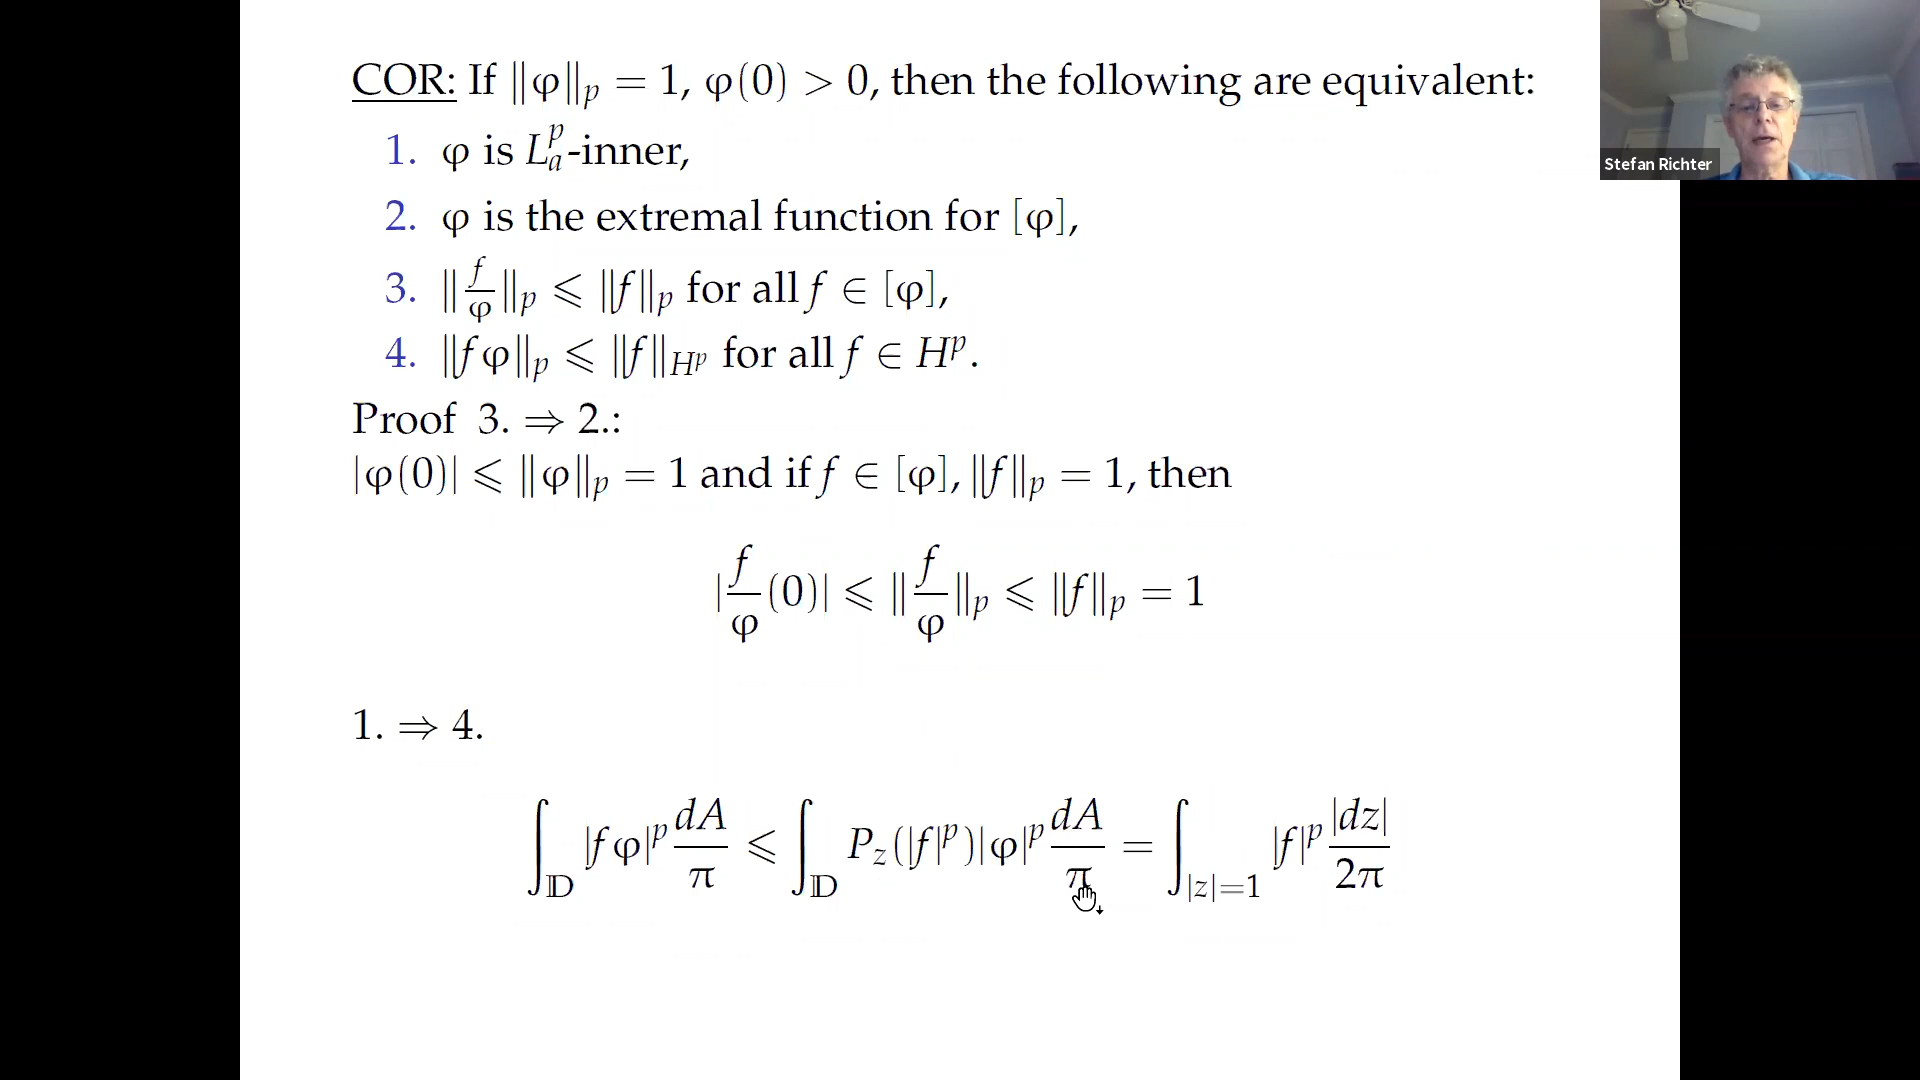 COR: If ‖φ‖_p = 1, φ(0) > 0, then the following are equivalent:
1. φ is L_a^p-inner,
2. φ is the extremal function for [φ],
3. ‖f/φ‖_p ⩽ ‖f‖_p for all f ∈ [φ],
4. ‖fφ‖_p ⩽ ‖f‖_{H^p} for all f ∈ H^p.
Proof 3. ⇒ 2.:
|φ(0)| ⩽ ‖φ‖_p = 1 and if f ∈ [φ], ‖f‖_p = 1, then
|f/φ(0)| ⩽ ‖f/φ‖_p ⩽ ‖f‖_p = 1
1. ⇒ 4.
∫_𝔻 |fφ|^p dA/π ⩽ ∫_𝔻 P_z(|f|^p)|φ|^p dA/π = ∫_{|z|=1} |f|^p |dz|/2π
Stefan Richter